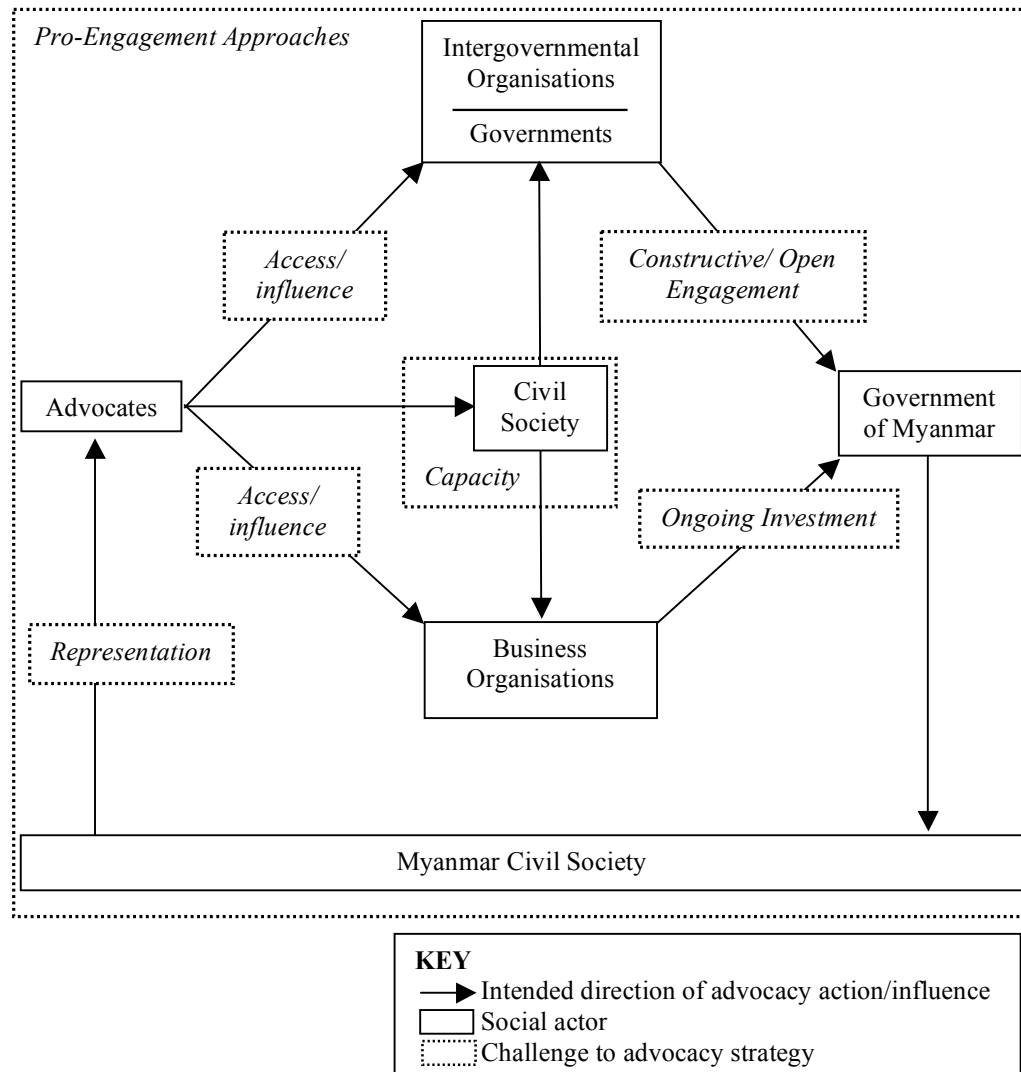 Pro-Engagement Approaches
Intergovernmental
Organisations
Governments
Access/
influence
Constructive/ Open
Engagement
Advocates
Civil
Society
Capacity
Government
of Myanmar
Access/
influence
Ongoing Investment
Representation
Business
Organisations
Myanmar Civil Society
KEY
Intended direction of advocacy action/influence
Social actor
Challenge to advocacy strategy